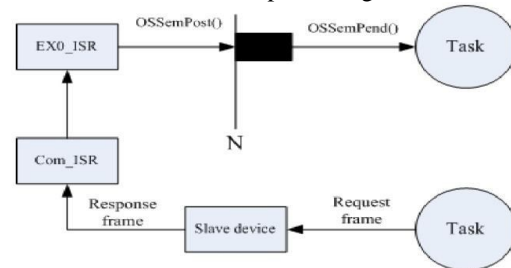 OSSemPost()
OSSemPend()
EX0_ISR
Task
N
Com_ISR
Response
frame
Slave device
Request
frame
Task